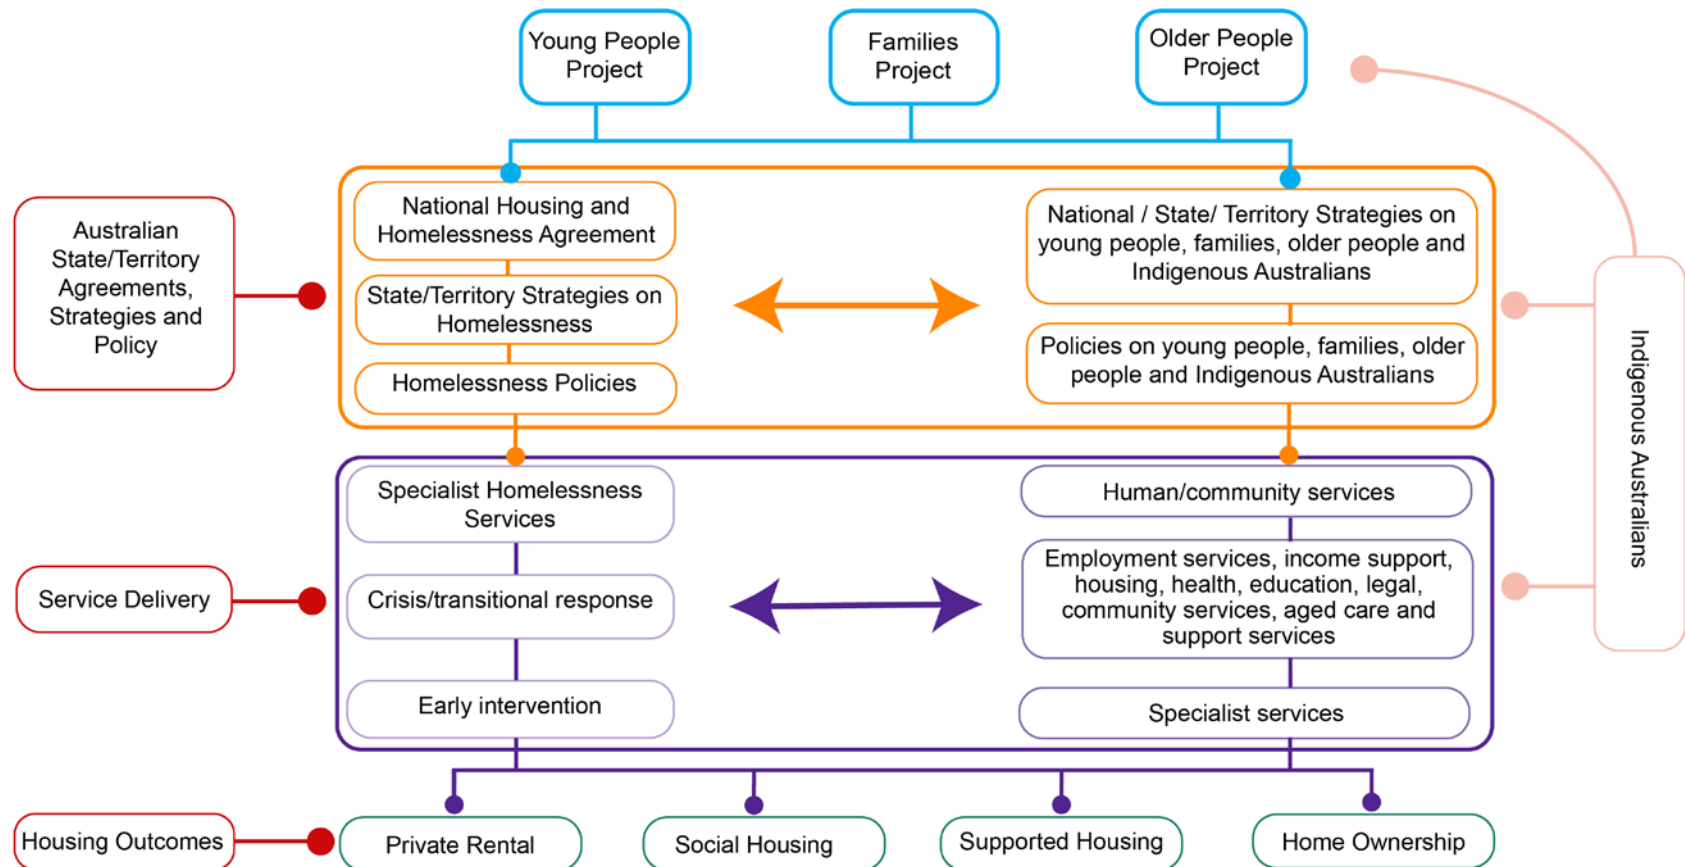 Young People
Project
Families
Project
Older People
Project
Australian
State/Territory
Agreements,
Strategies and
Policy
National Housing and
Homelessness Agreement
State/Territory Strategies on
Homelessness
Homelessness Policies
National / State/ Territory Strategies on
young people, families, older people and
Indigenous Australians
Policies on young people, families, older
people and Indigenous Australians
Indigenous Australians
Service Delivery
Specialist Homelessness
Services
Crisis/transitional response
Early intervention
Human/community services
Employment services, income support,
housing, health, education, legal,
community services, aged care and
support services
Specialist services
Housing Outcomes
Private Rental
Social Housing
Supported Housing
Home Ownership